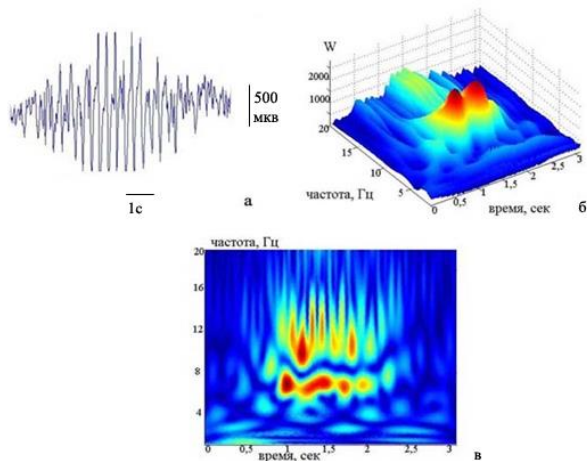 500
мкв
1с
а
W
2000
1000
20
15
10
5
0
0,5
1
1,5
2
2,5
3
частота, Гц
время, сек
б
частота, Гц
20
16
12
8
4
0
0,5
1
1,5
2
2,5
3
время, сек
в